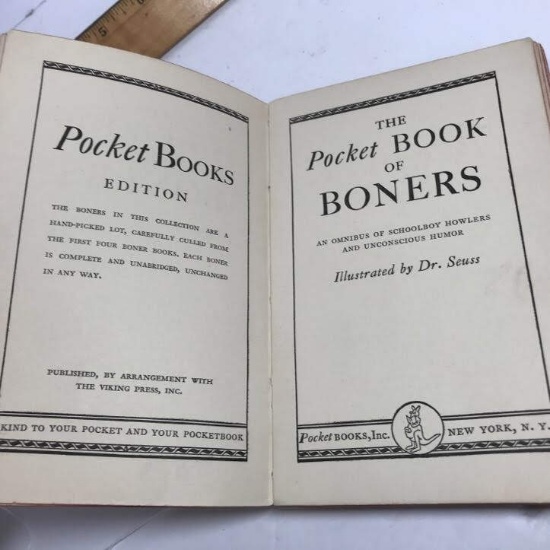 5
6
Pocket BOOKS
EDITION
THE BONERS IN THIS COLLECTION ARE A
HAND-PICKED LOT, CAREFULLY CULLED FROM
THE FIRST FOUR BONER BOOKS. EACH BONER
IS COMPLETE AND UNABRIDGED, UNCHANGED
IN ANY WAY.
PUBLISHED, BY ARRANGEMENT WITH
THE VIKING PRESS, INC.
KIND TO YOUR POCKET AND YOUR POCKETBOOK
THE
Pocket BOOK
OF
BONERS
AN OMNIBUS OF SCHOOLBOY HOWLERS
AND UNCONSCIOUS HUMOR
Illustrated by Dr. Seuss
Pocket BOOKS, Inc. NEW YORK, N. Y.